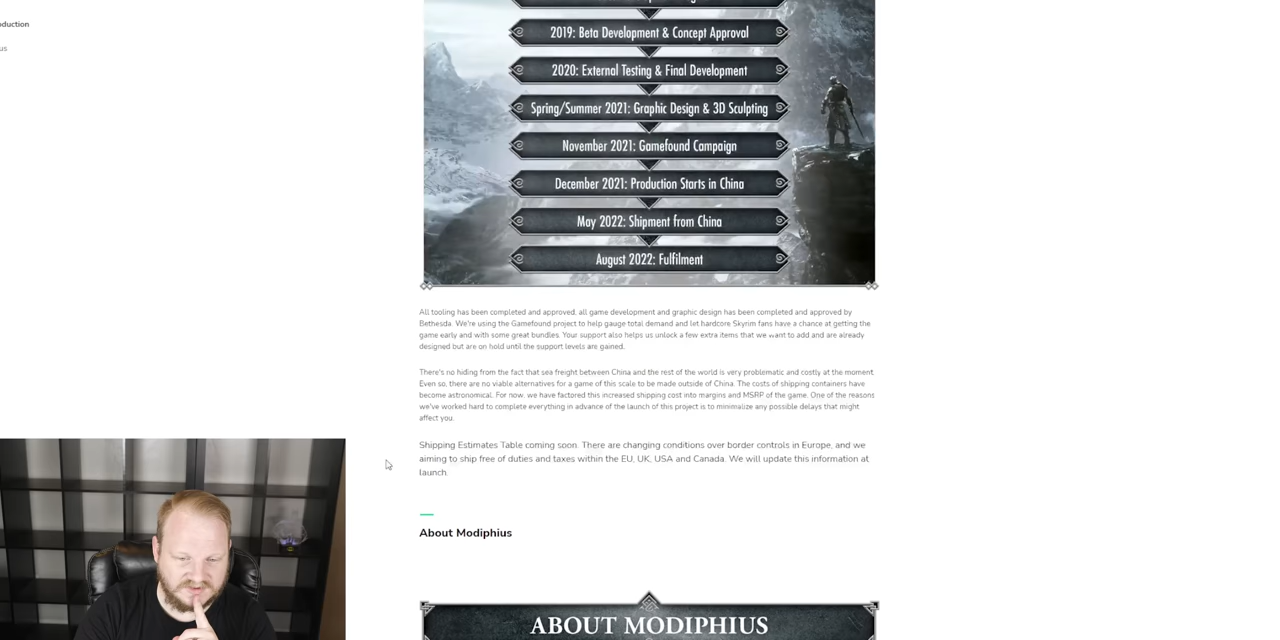 oduction
us
2019: Beta Development & Concept Approval
2020: External Testing & Final Development
Spring/Summer 2021: Graphic Design & 3D Sculpting
November 2021: Gamefound Campaign
December 2021: Production Starts in China
May 2022: Shipment from China
August 2022: Fulfilment
All tooling has been completed and approved, all game development and graphic design has been completed and approved by
Bethesda. We're using the Gamefound project to help gauge total demand and let hardcore Skyrim fans have a chance at getting the
game early and with some great bundles. Your support also helps us unlock a few extra items that we want to add and are already
designed but are on hold until the support levels are gained.
There's no hiding from the fact that sea freight between China and the rest of the world is very problematic and costly at the moment.
Even so, there are no viable alternatives for a game of this scale to be made outside of China. The costs of shipping containers have
become astronomical. For now, we have factored this increased shipping cost into margins and MSRP of the game. One of the reasons
we've worked hard to complete everything in advance of the launch of this project is to minimalize any possible delays that might
affect you.
Shipping Estimates Table coming soon. There are changing conditions over border controls in Europe, and we
aiming to ship free of duties and taxes within the EU, UK, USA and Canada. We will update this information at
launch.
About Modiphius
ABOUT MODIPHIUS